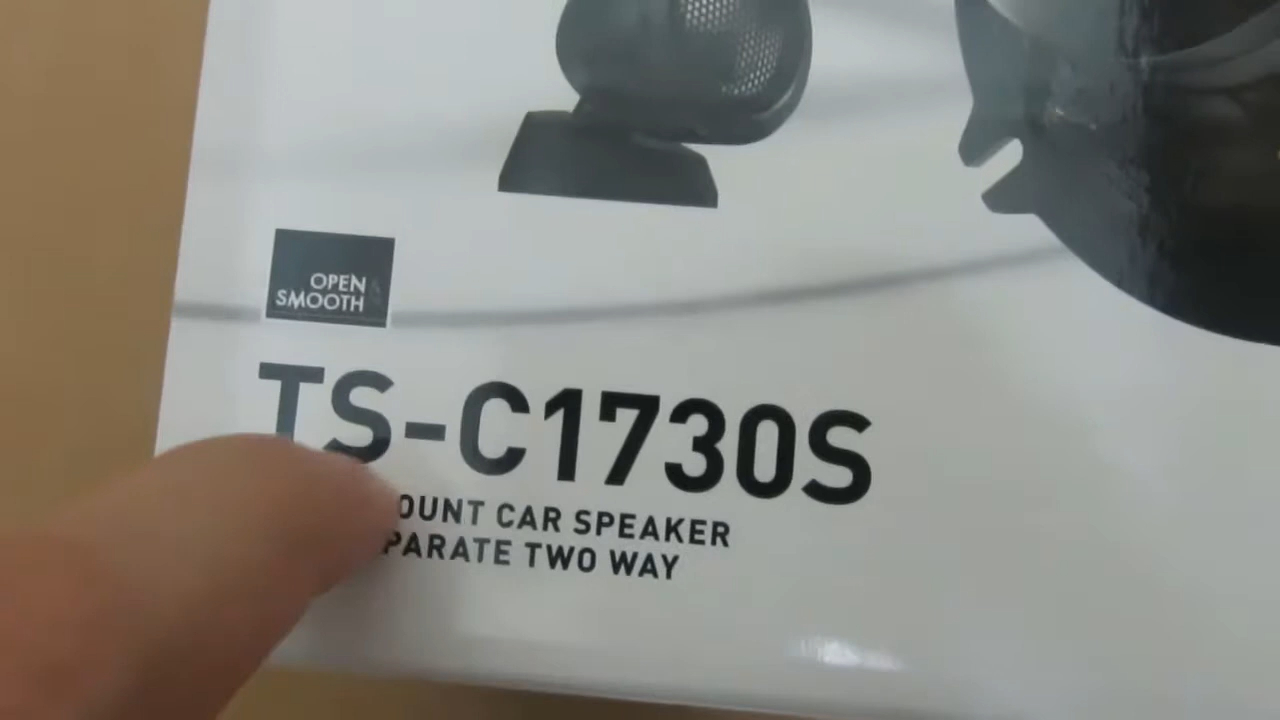 OPEN
SMOOTH
TS-C1730S
OUNT CAR SPEAKER
PARATE TWO WAY